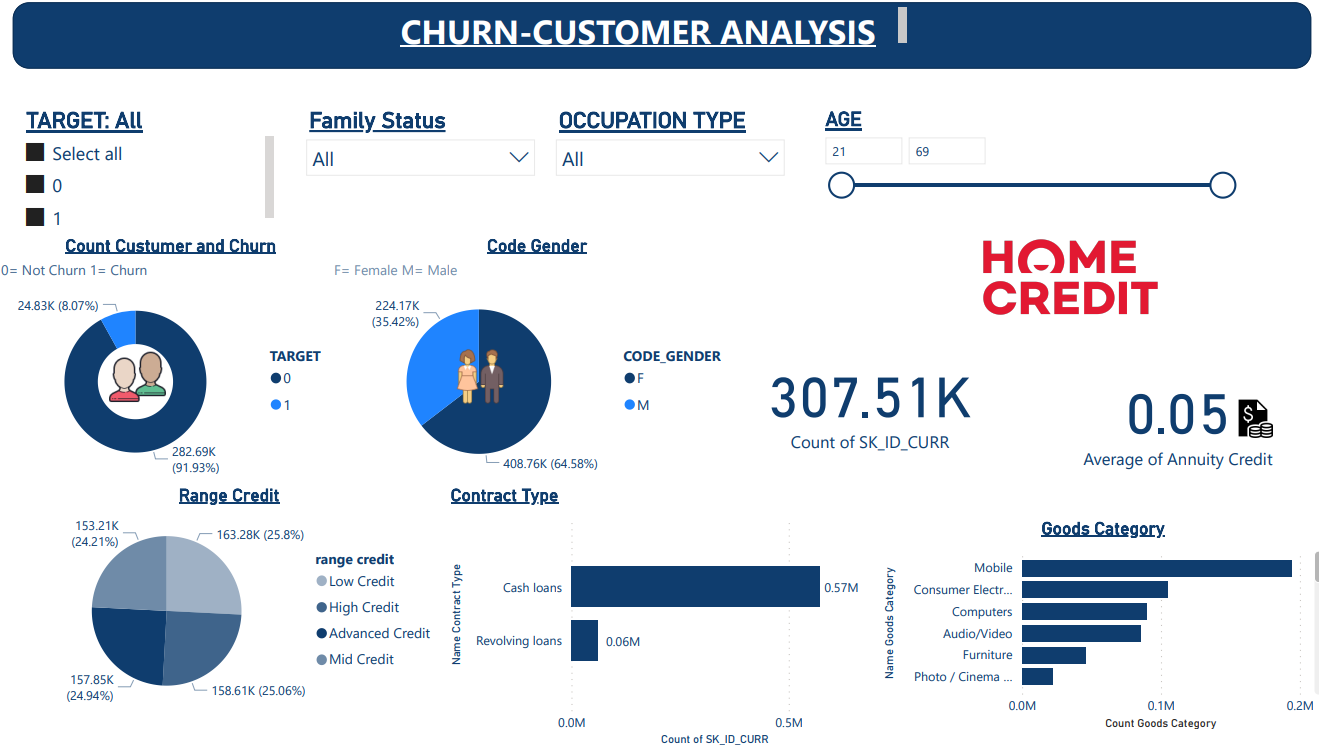 CHURN-CUSTOMER ANALYSIS
TARGET: All
Select all
0
1
Family Status
All
OCCUPATION TYPE
All
AGE
21
69
Count Custumer and Churn
0= Not Churn 1= Churn
24.83K (8.07%)
282.69K
(91.93%)
TARGET
0
1
Code Gender
F= Female M= Male
224.17K
(35.42%)
408.76K (64.58%)
CODE_GENDER
F
M
HOME
CREDIT
307.51K
Count of SK_ID_CURR
0.05
$
Average of Annuity Credit
Range Credit
153.21K
(24.21%)
163.28K (25.8%)
157.85K
(24.94%)
158.61K (25.06%)
range credit
Low Credit
High Credit
Advanced Credit
Mid Credit
Contract Type
Name Contract Type
Cash loans
0.57M
Revolving loans
0.06M
0.0M
0.5M
Count of SK_ID_CURR
Goods Category
Name Goods Category
Mobile
Consumer Electr...
Computers
Audio/Video
Furniture
Photo / Cinema ...
0.0M
0.1M
0.2M
Count Goods Category